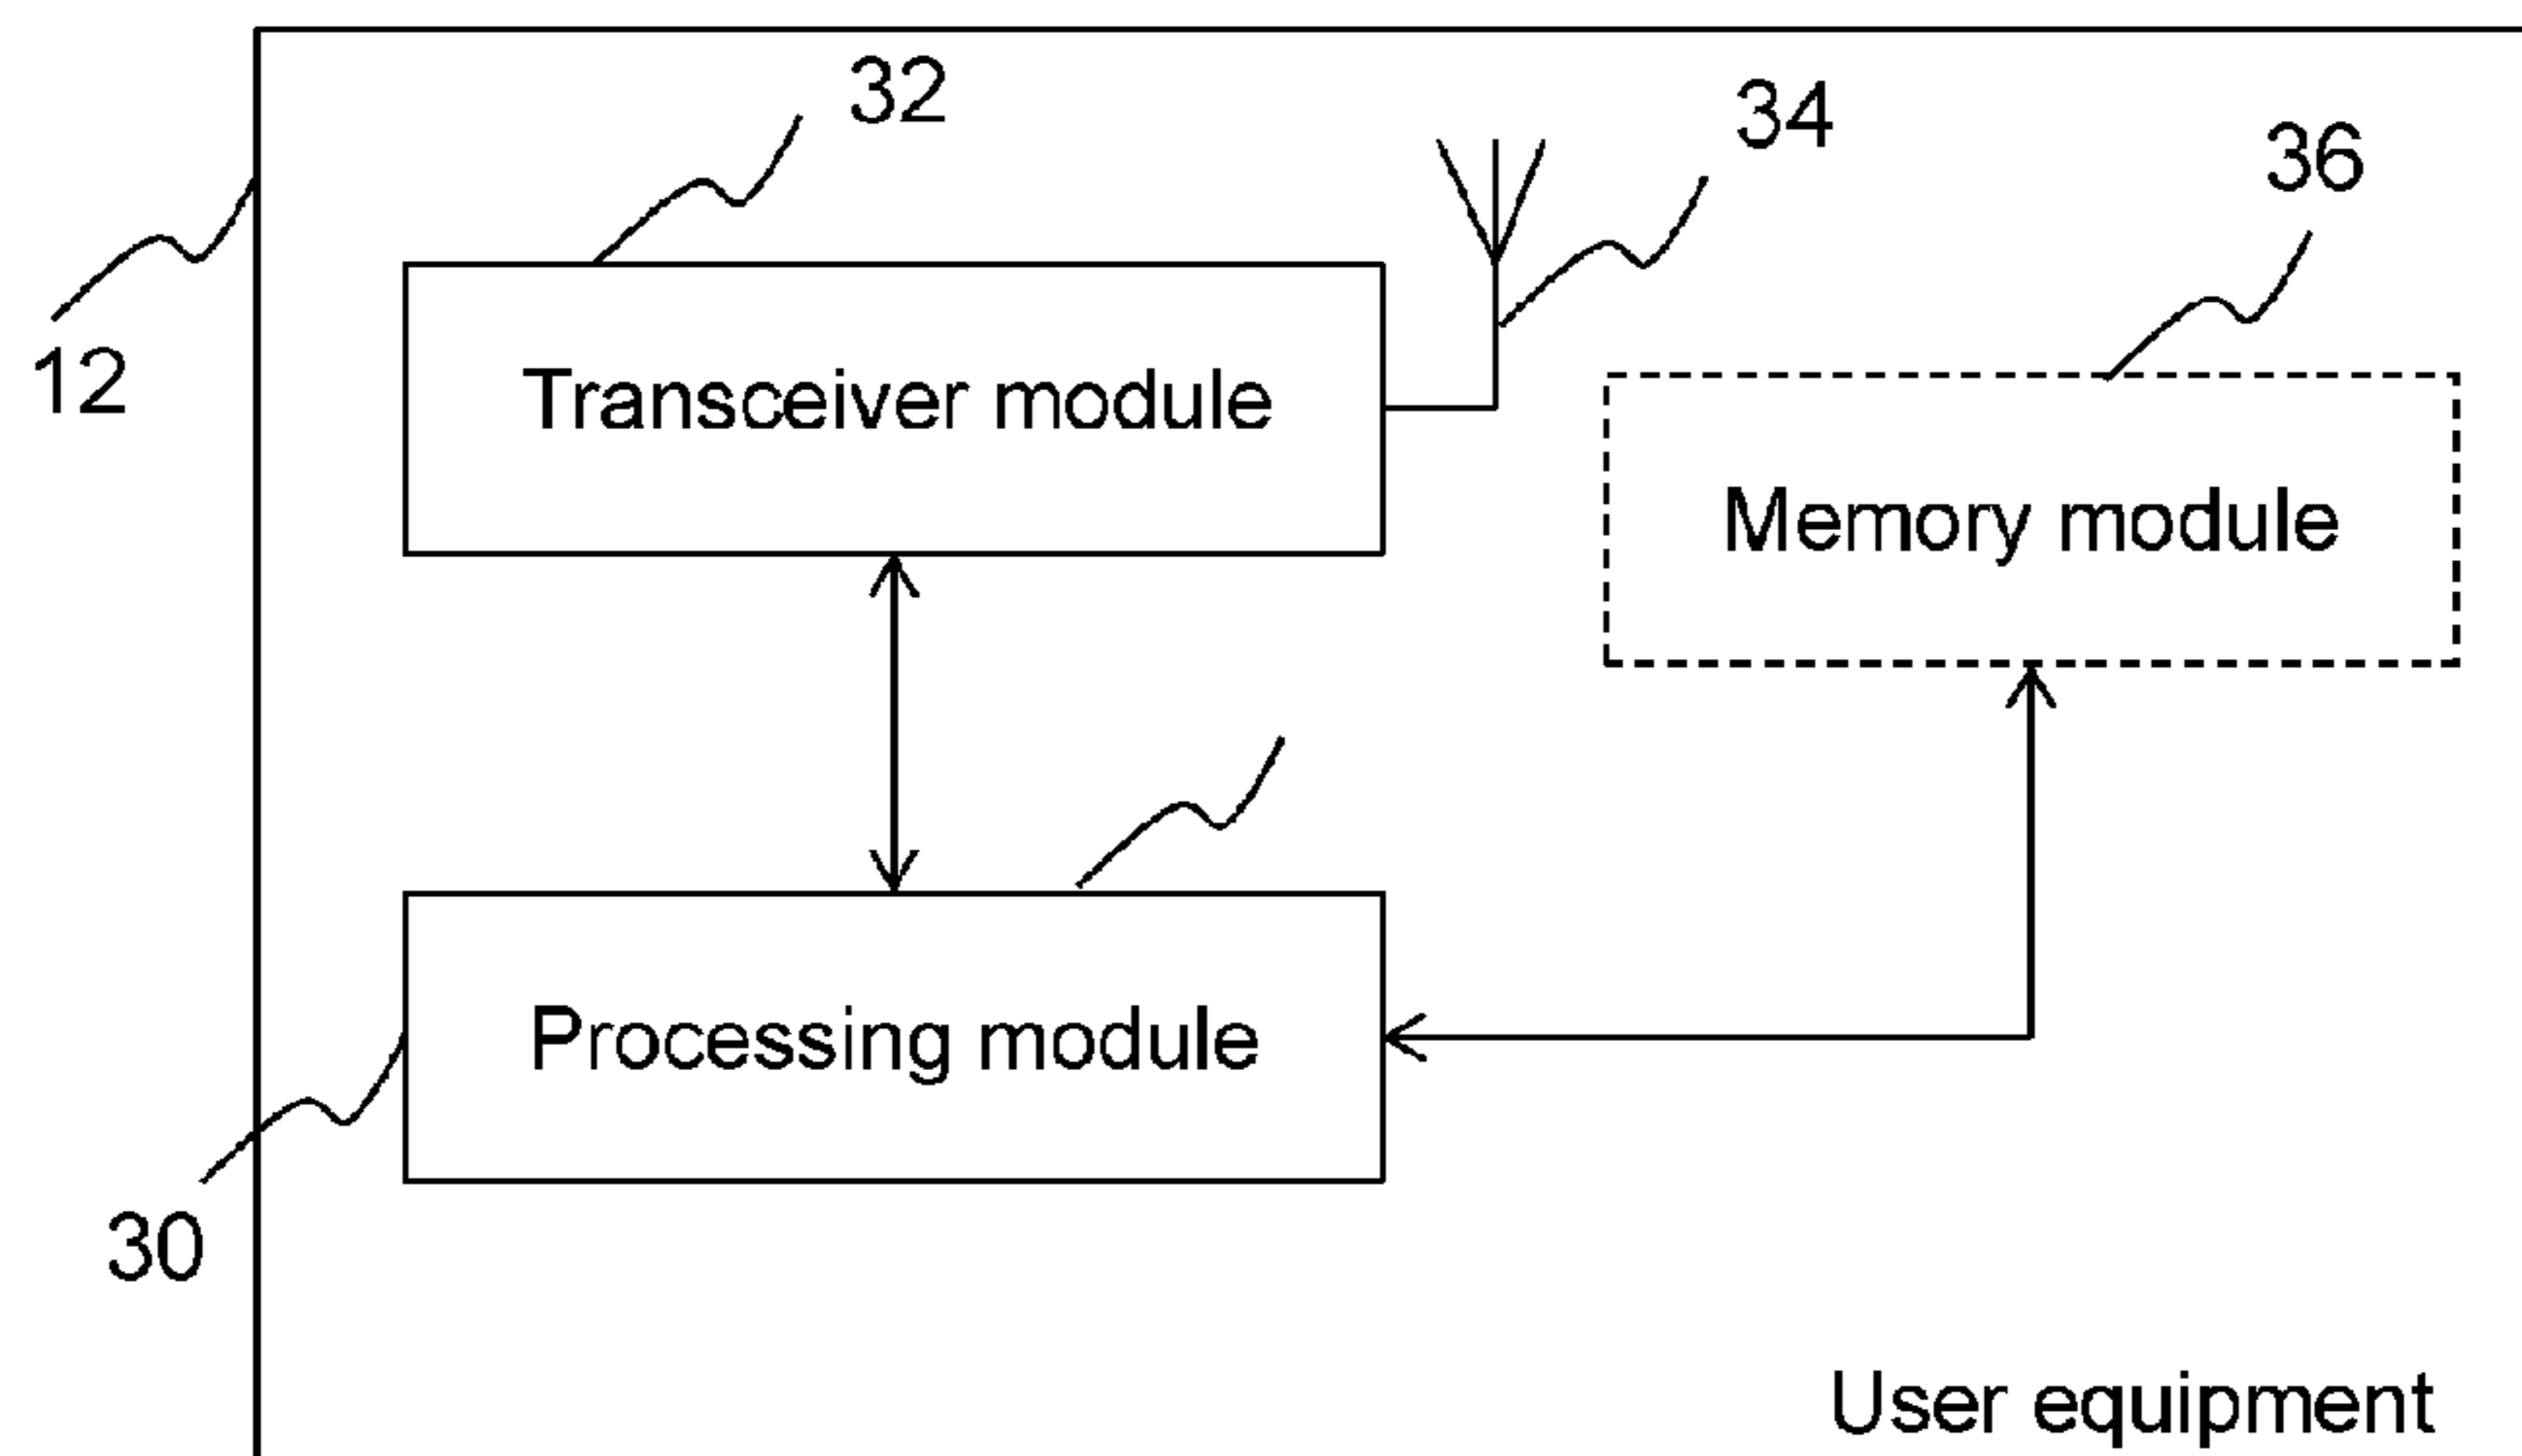 32
34
36
12
Transceiver module
Memory module
Processing module
30
User equipment